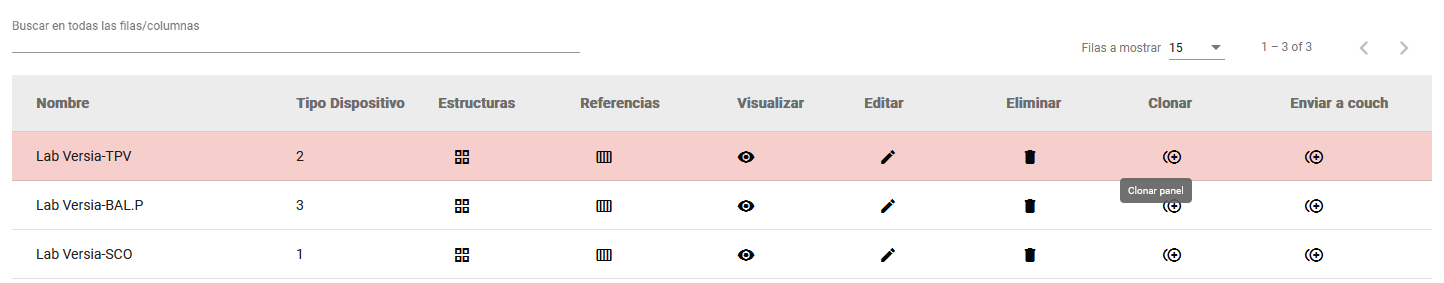 Buscar en todas las filas/columnas
Filas a mostrar 15 1 – 3 of 3
Nombre Tipo Dispositivo Estructuras Referencias Visualizar Editar Eliminar Clonar Enviar a couch
Lab Versia-TPV 2
Clonar panel
Lab Versia-BAL.P 3
Lab Versia-SCO 1